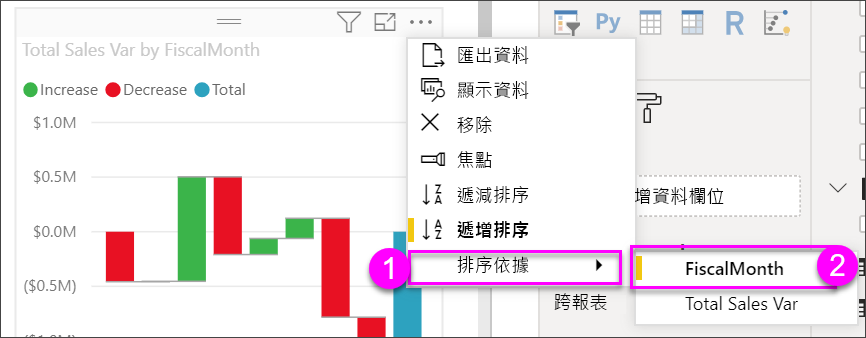 Total Sales Var by FiscalMonth
Increase Decrease Total
$1.0M
$0.5M
$0.0M
($0.5M)
匯出資料
顯示資料
移除
焦點
遞減排序
遞增排序
1 排序依據
2 FiscalMonth
Total Sales Var
Py
R
增資料欄位
跨報表